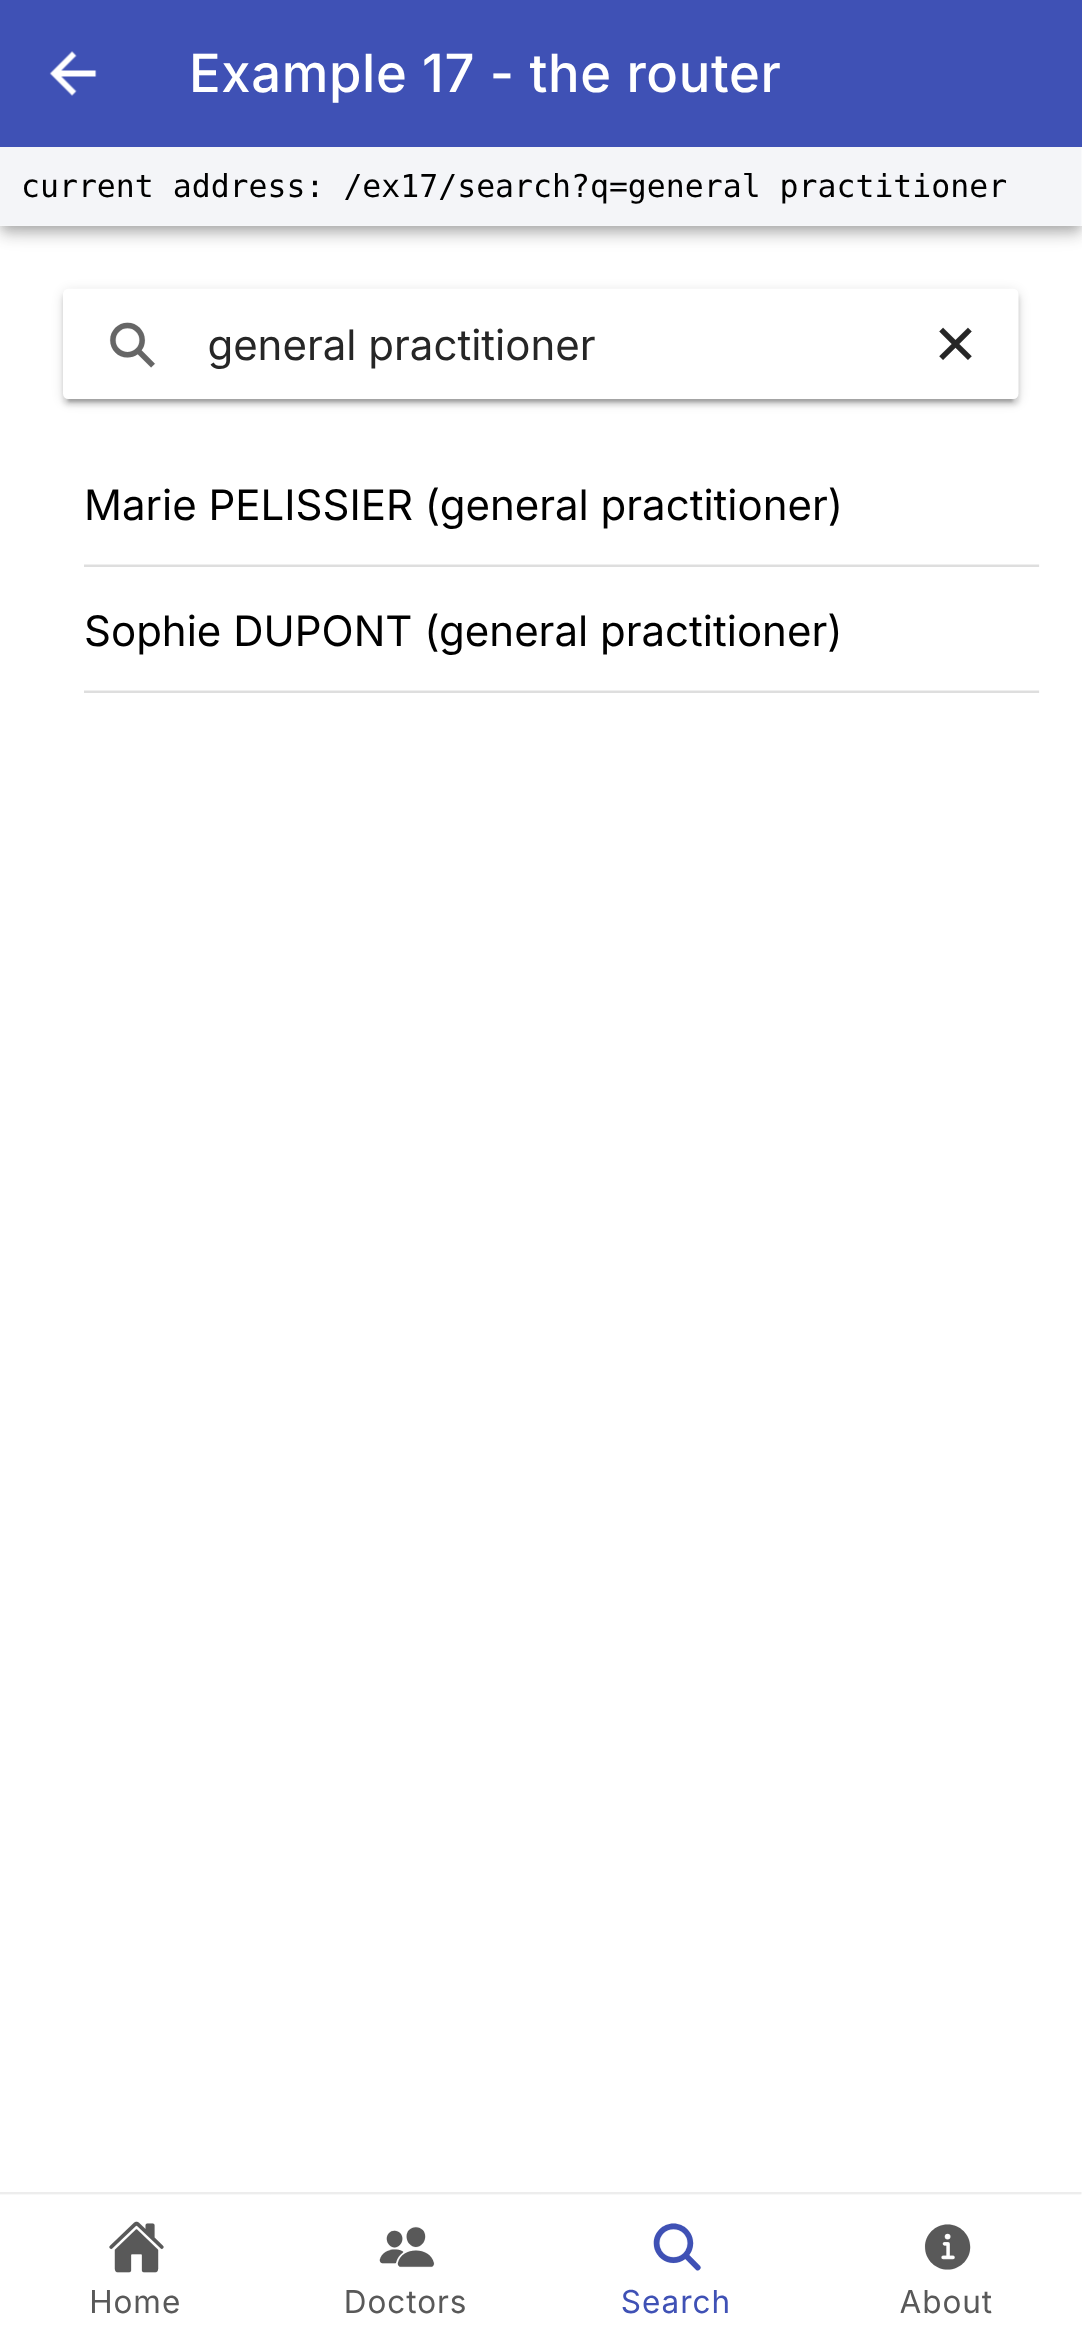 Example 17 - the router
current address: /ex17/search?q=general practitioner
general practitioner
Marie PELISSIER (general practitioner)
Sophie DUPONT (general practitioner)
Home
Doctors
Search
About